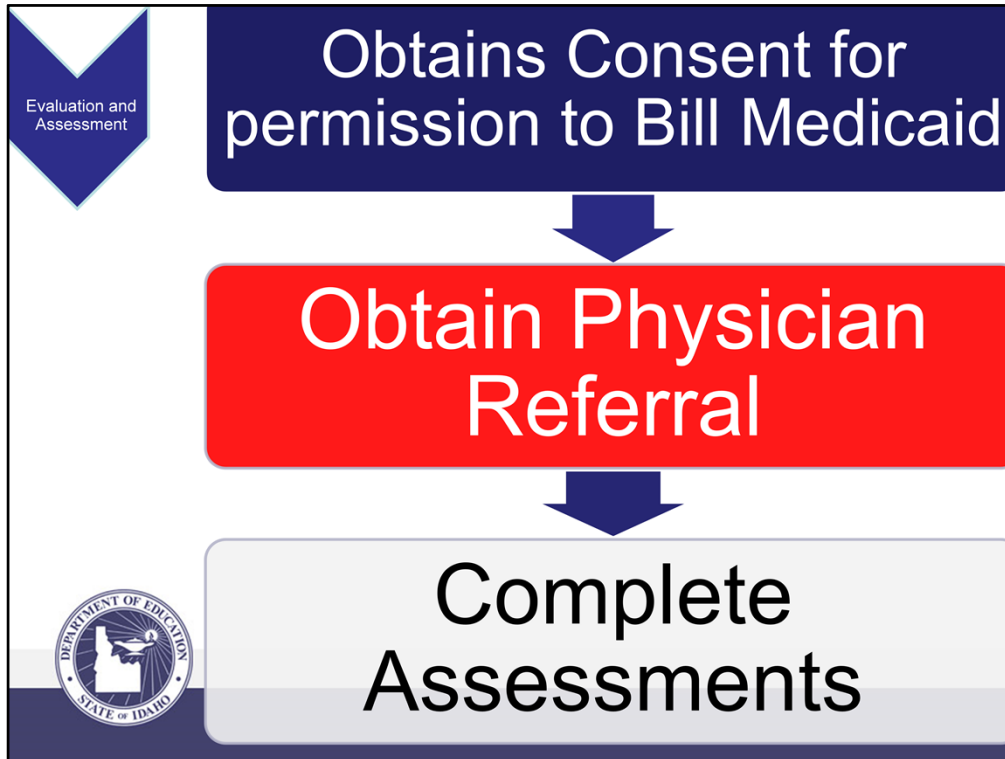 Evaluation and
Assessment
Obtains Consent for
permission to Bill Medicaid
Obtain Physician
Referral
Complete
Assessments
DEPARTMENT OF EDUCATION
STATE OF IDAHO